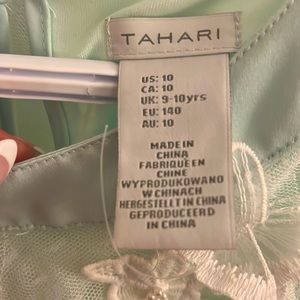 TAHARI
US: 10
CA: 10
UK: 9-10yrs
EU: 140
AU: 10
MADE IN
CHINA
FABRIQUE EN
CHINE
WYPRODUKOWANO
W CHINACH
HERGESTELLT IN CHINA
GEPRODUCEERD
IN CHINA